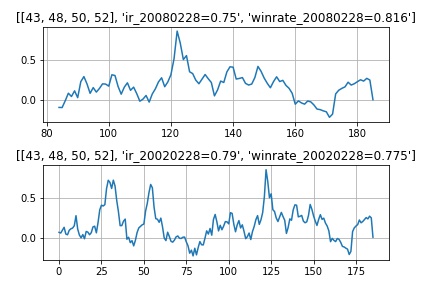 [[43, 48, 50, 52], 'ir_20080228=0.75', 'winrate_20080228=0.816']
0.5
0.0
80 100 120 140 160 180
[[43, 48, 50, 52], 'ir_20020228=0.79', 'winrate_20020228=0.775']
0.5
0.0
0 25 50 75 100 125 150 175